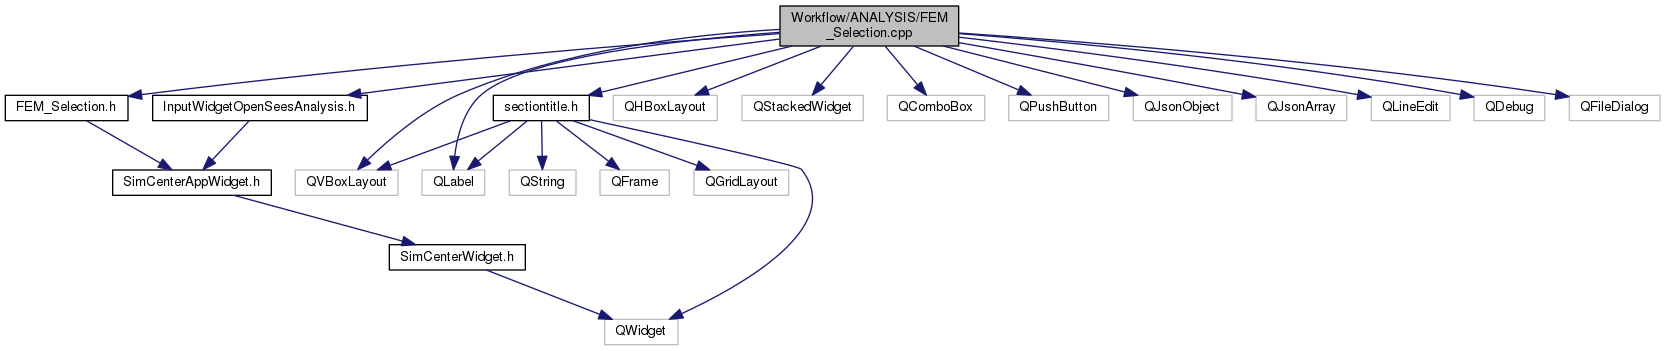 Workflow/ANALYSIS/FEM
_Selection.cpp
FEM_Selection.h
InputWidgetOpenSeesAnalysis.h
sectiontitle.h
QHBoxLayout
QStackedWidget
QComboBox
QPushButton
QJsonObject
QJsonArray
QLineEdit
QDebug
QFileDialog
SimCenterAppWidget.h
QVBoxLayout
QLabel
QString
QFrame
QGridLayout
SimCenterWidget.h
QWidget